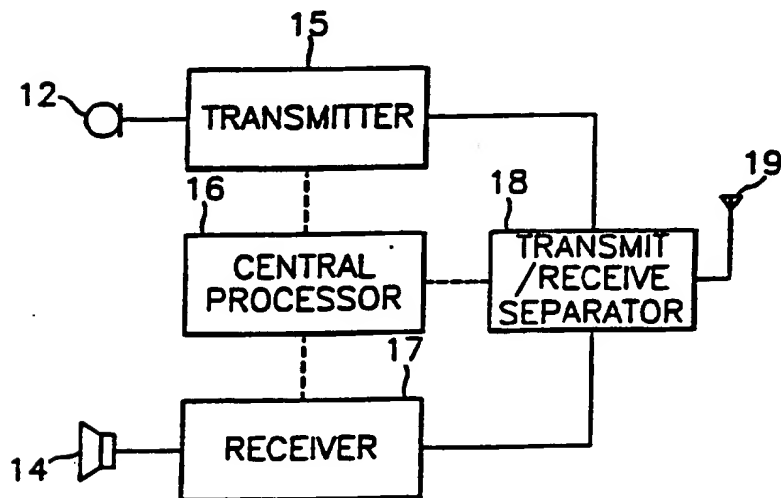 15
12
TRANSMITTER
19
16
18
CENTRAL
PROCESSOR
TRANSMIT
/RECEIVE
SEPARATOR
17
14
RECEIVER